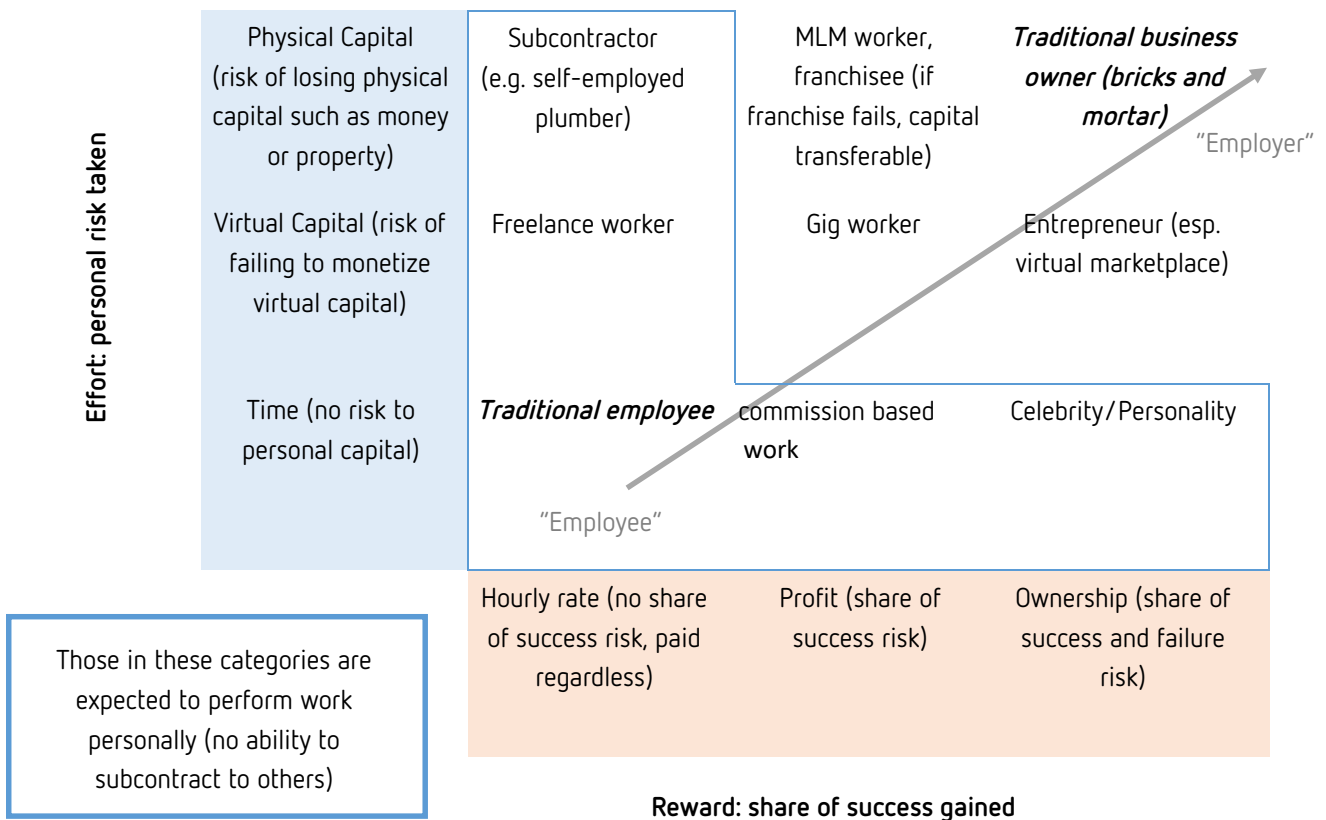 Effort: personal risk taken
Physical Capital
(risk of losing physical
capital such as money
or property)
Subcontractor
(e.g. self-employed
plumber)
MLM worker,
franchisee (if
franchise fails, capital
transferable)
Traditional business
owner (bricks and
mortar)
"Employer"
Virtual Capital (risk of
failing to monetize
virtual capital)
Freelance worker
Gig worker
Entrepreneur (esp.
virtual marketplace)
Time (no risk to
personal capital)
Traditional employee
commission based
work
Celebrity/Personality
"Employee"
Hourly rate (no share
of success risk, paid
regardless)
Profit (share of
success risk)
Ownership (share of
success and failure
risk)
Those in these categories are
expected to perform work
personally (no ability to
subcontract to others)
Reward: share of success gained